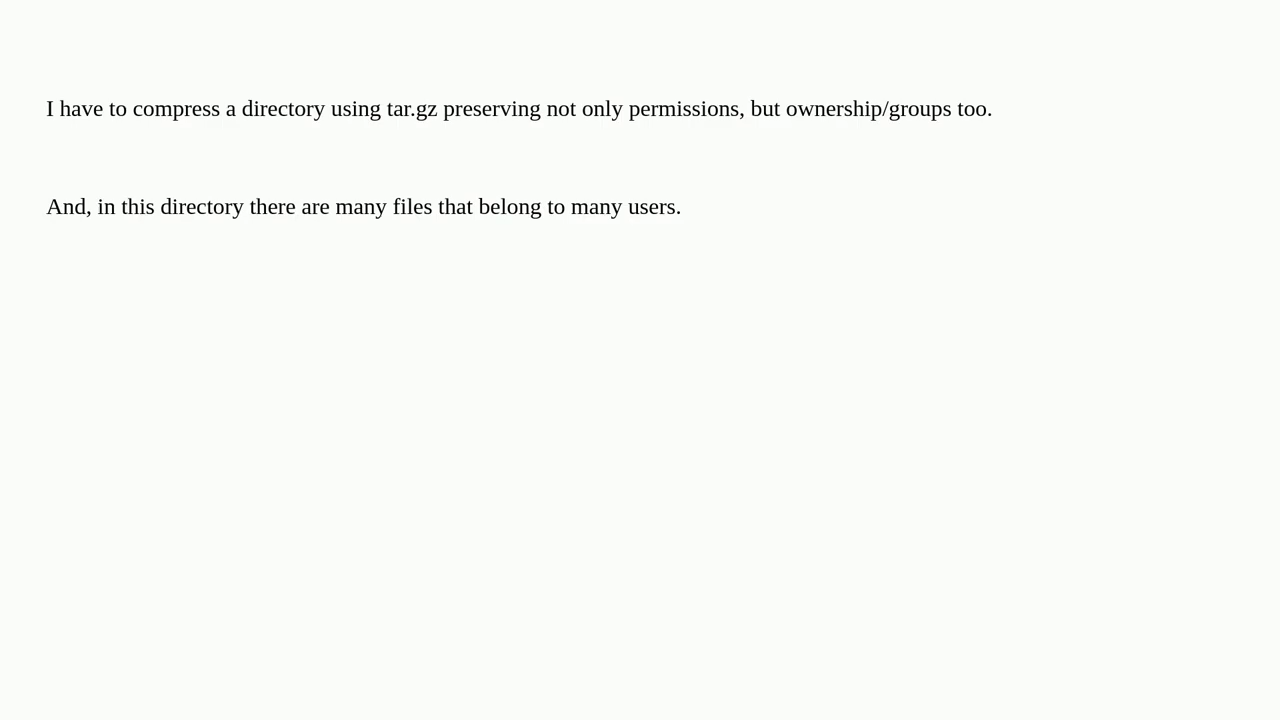 I have to compress a directory using tar.gz preserving not only permissions, but ownership/groups too.
And, in this directory there are many files that belong to many users.